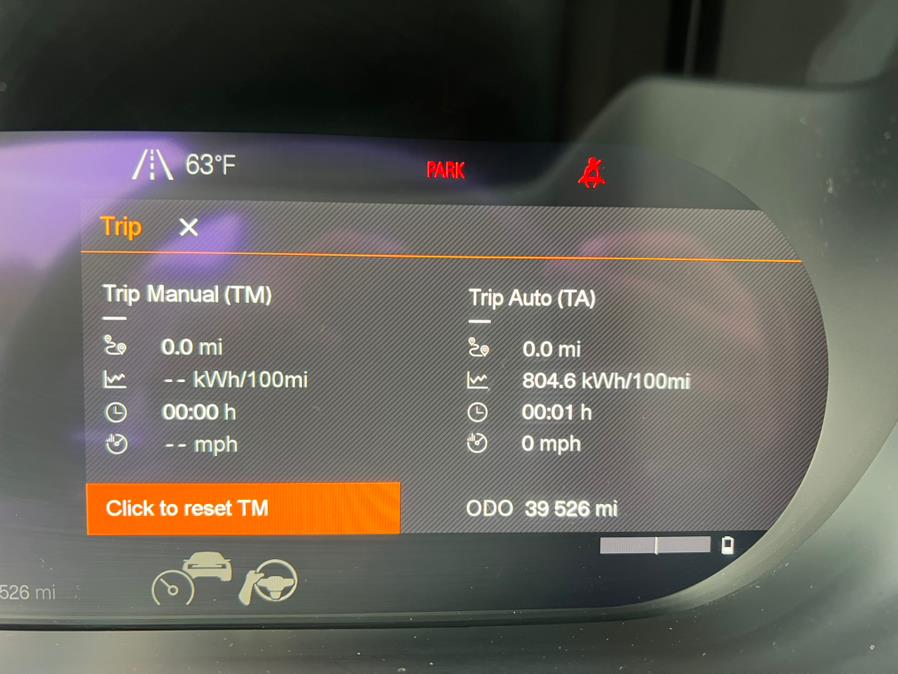 63°F
PARK
Trip ✕
Trip Manual (TM)
0.0 mi
-- kWh/100mi
00:00 h
-- mph
Click to reset TM
Trip Auto (TA)
0.0 mi
804.6 kWh/100mi
00:01 h
0 mph
ODO 39 526 mi
526 mi